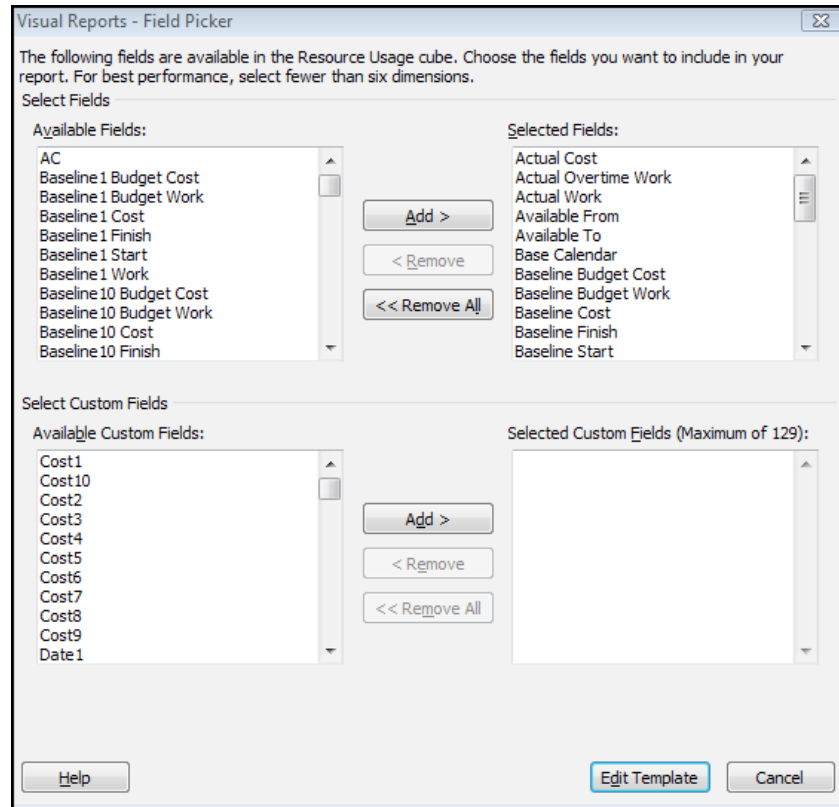 Visual Reports - Field Picker
The following fields are available in the Resource Usage cube. Choose the fields you want to include in your
report. For best performance, select fewer than six dimensions.
Select Fields
Available Fields:
AC
Baseline1 Budget Cost
Baseline1 Budget Work
Baseline1 Cost
Baseline1 Finish
Baseline1 Start
Baseline1 Work
Baseline10 Budget Cost
Baseline10 Budget Work
Baseline10 Cost
Baseline10 Finish
Add >
< Remove
<< Remove All
Selected Fields:
Actual Cost
Actual Overtime Work
Actual Work
Available From
Available To
Base Calendar
Baseline Budget Cost
Baseline Budget Work
Baseline Cost
Baseline Finish
Baseline Start
Select Custom Fields
Available Custom Fields:
Cost1
Cost10
Cost2
Cost3
Cost4
Cost5
Cost6
Cost7
Cost8
Cost9
Date1
Add >
< Remove
<< Remove All
Selected Custom Fields (Maximum of 129):
Help
Edit Template
Cancel